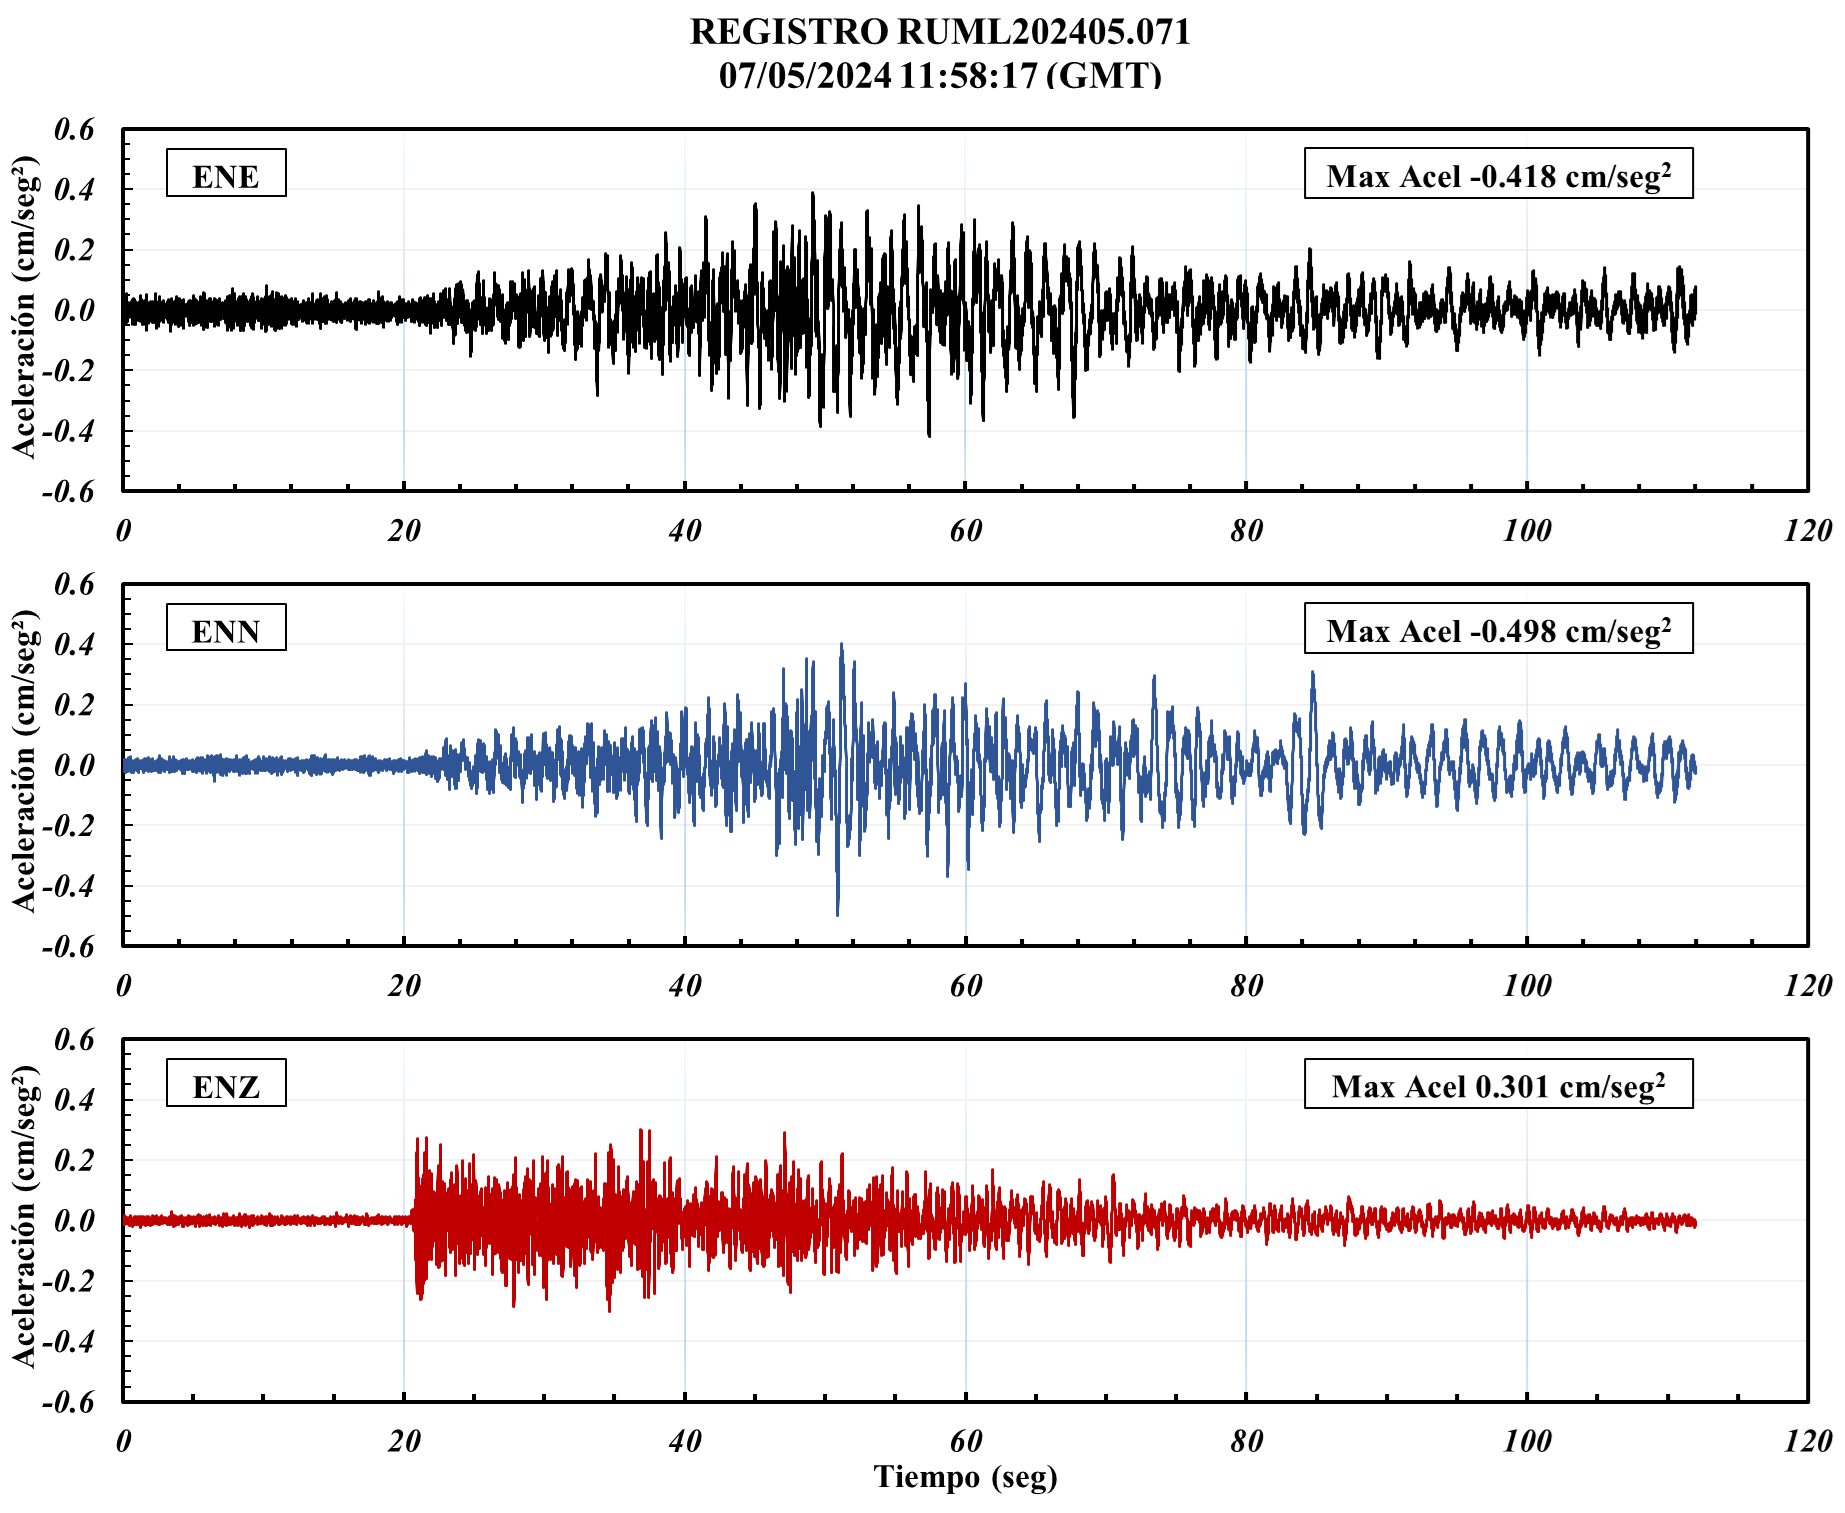 REGISTRO RUML202405.071
07/05/2024 11:58:17 (GMT)
ENE
Max Acel -0.418 cm/seg²
Aceleración (cm/seg²)
0.6
0.4
0.2
0.0
-0.2
-0.4
-0.6
0 20 40 60 80 100 120
ENN
Max Acel -0.498 cm/seg²
Aceleración (cm/seg²)
0.6
0.4
0.2
0.0
-0.2
-0.4
-0.6
0 20 40 60 80 100 120
ENZ
Max Acel 0.301 cm/seg²
Aceleración (cm/seg²)
0.6
0.4
0.2
0.0
-0.2
-0.4
-0.6
0 20 40 60 80 100 120
Tiempo (seg)